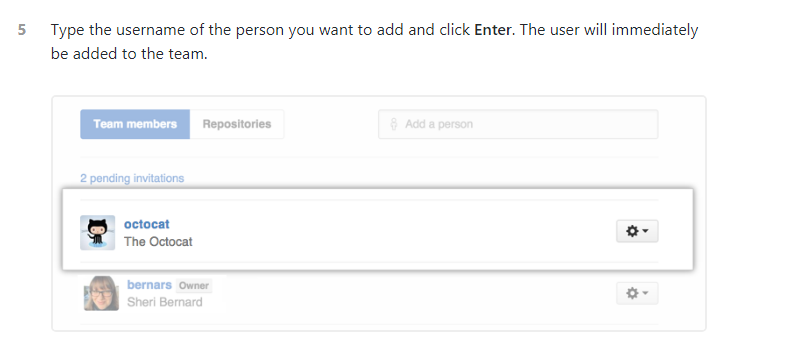 5 Type the username of the person you want to add and click Enter. The user will immediately
be added to the team.
Team members Repositories Add a person
2 pending invitations
octocat
The Octocat
bernars Owner
Sheri Bernard